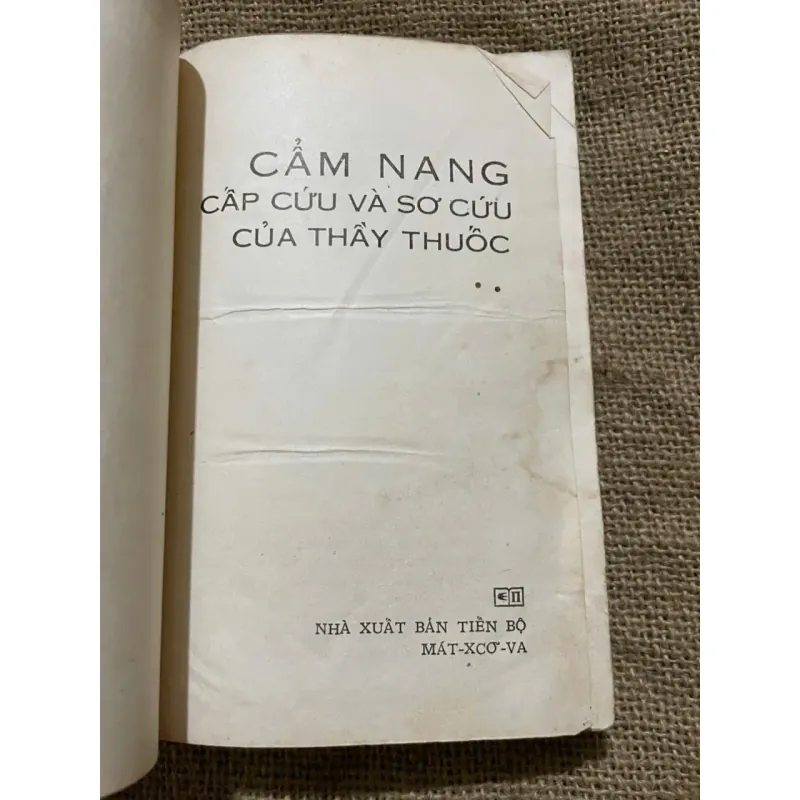 CẨM NANG
CẤP CỨU VÀ SƠ CỨU
CỦA THẦY THUỐC
NHÀ XUẤT BẢN TIẾN BỘ
MÁT-XCƠ-VA